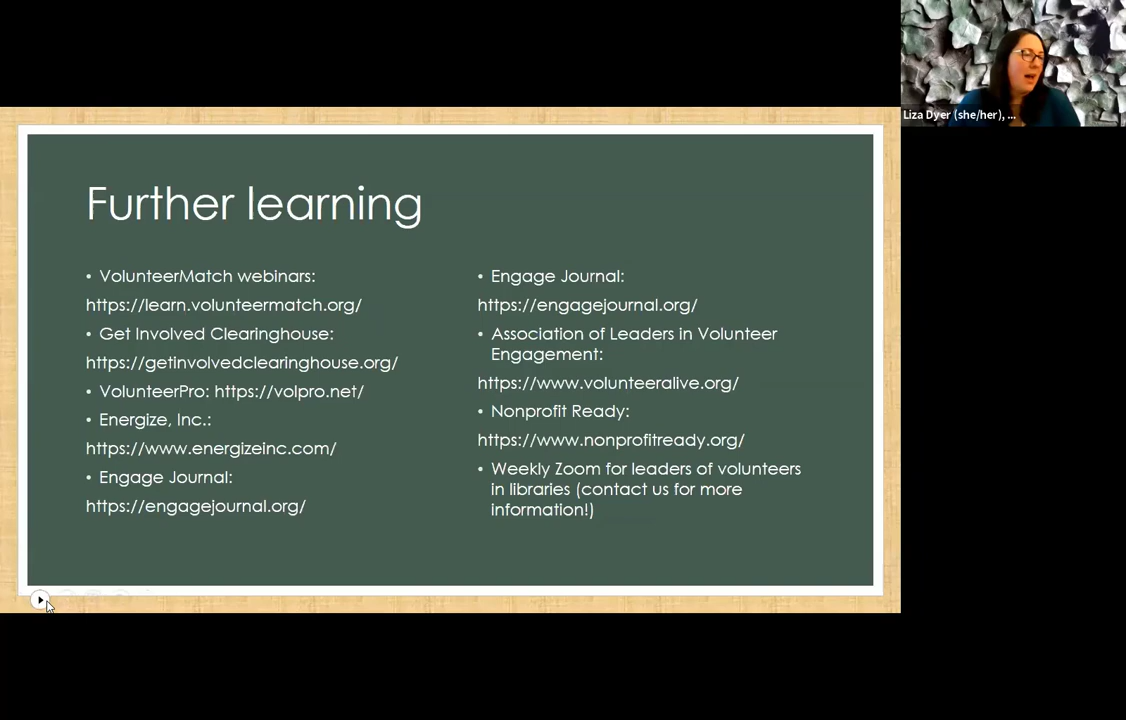 Liza Dyer (she/her), ...
Further learning
• VolunteerMatch webinars:
https://learn.volunteermatch.org/
• Get Involved Clearinghouse:
https://getinvolvedclearinghouse.org/
• VolunteerPro: https://volpro.net/
• Energize, Inc.:
https://www.energizeinc.com/
• Engage Journal:
https://engagejournal.org/
• Engage Journal:
https://engagejournal.org/
• Association of Leaders in Volunteer
Engagement:
https://www.volunteeralive.org/
• Nonprofit Ready:
https://www.nonprofitready.org/
• Weekly Zoom for leaders of volunteers
in libraries (contact us for more
information!)